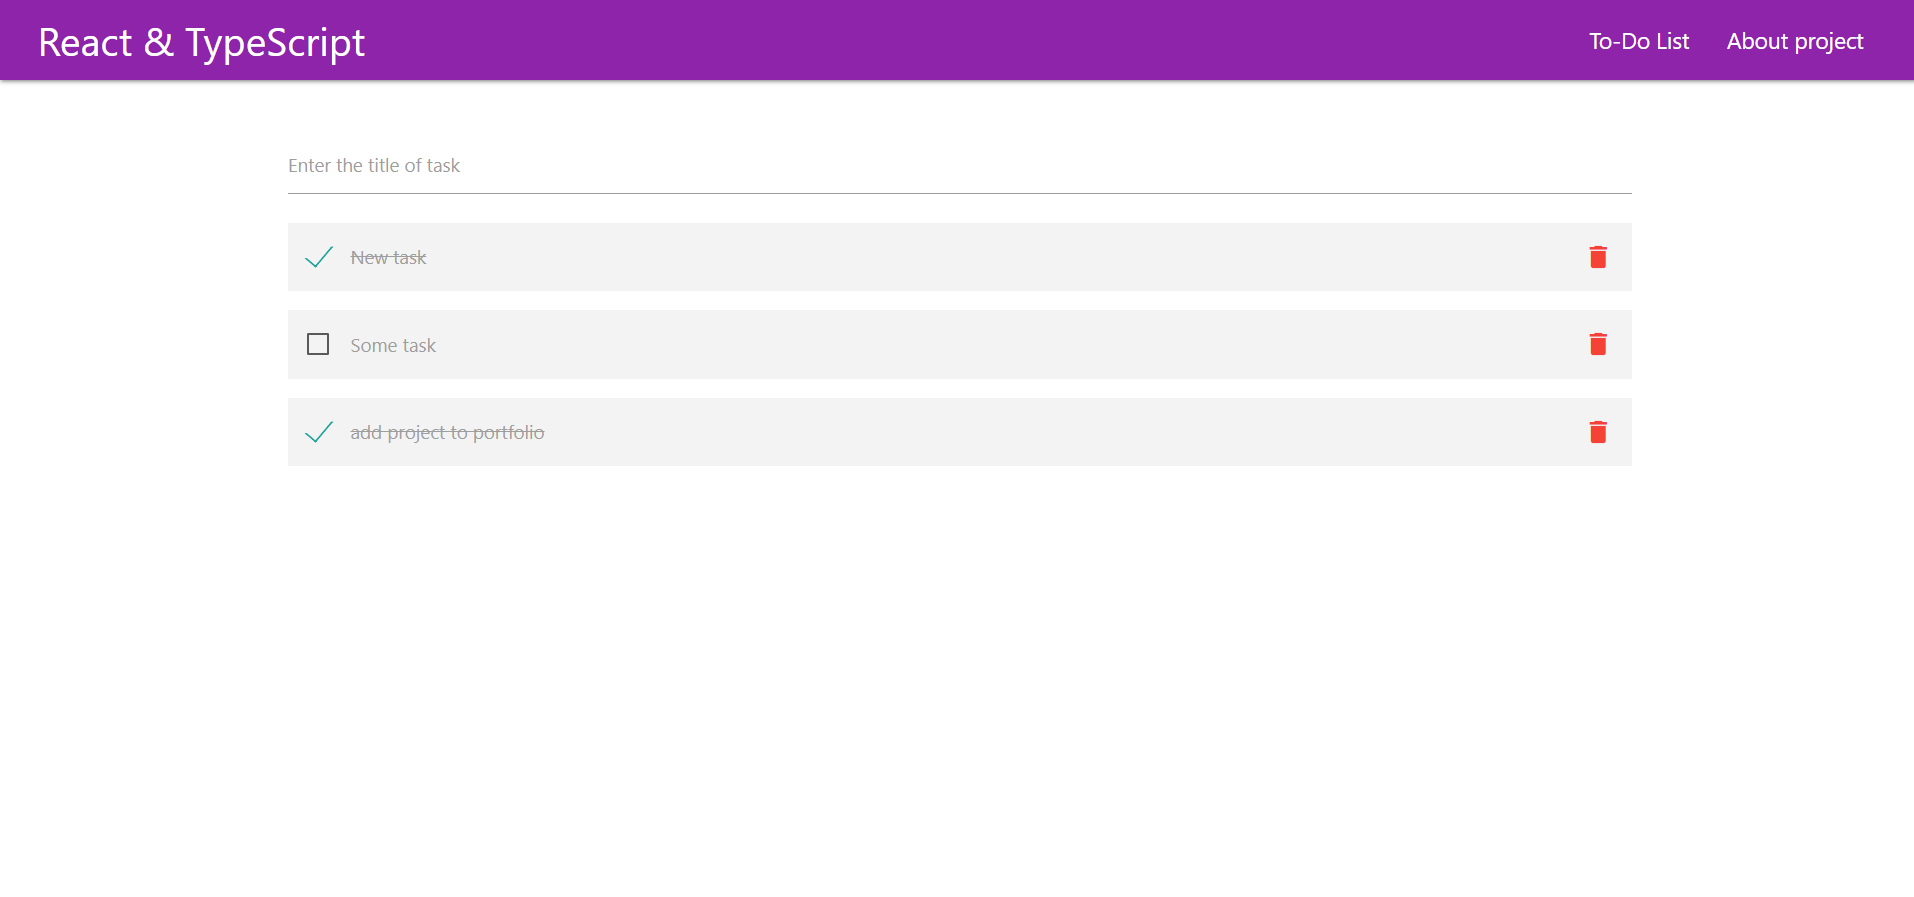 React & TypeScript
To-Do List
About project
Enter the title of task
New task
Some task
add project to portfolio